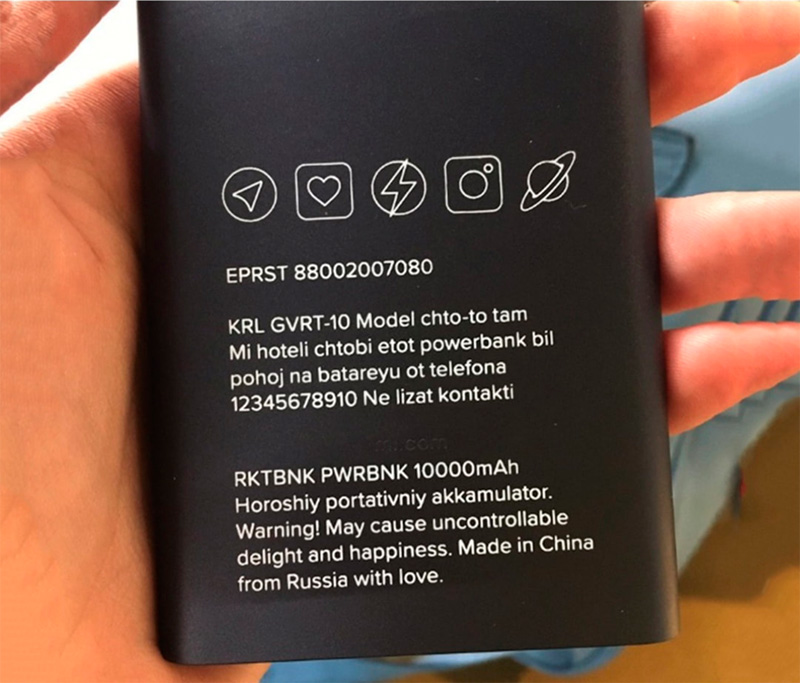 EPRST 88002007080
KRL GVRT-10 Model chto-to tam
Mi hoteli chtobi etot powerbank bil
pohoj na batareyu ot telefona
12345678910 Ne lizat kontakti
mi.com
RKTBNK PWRBNK 10000mAh
Horoshiy portativniy akkamulator.
Warning! May cause uncontrollable
delight and happiness. Made in China
from Russia with love.